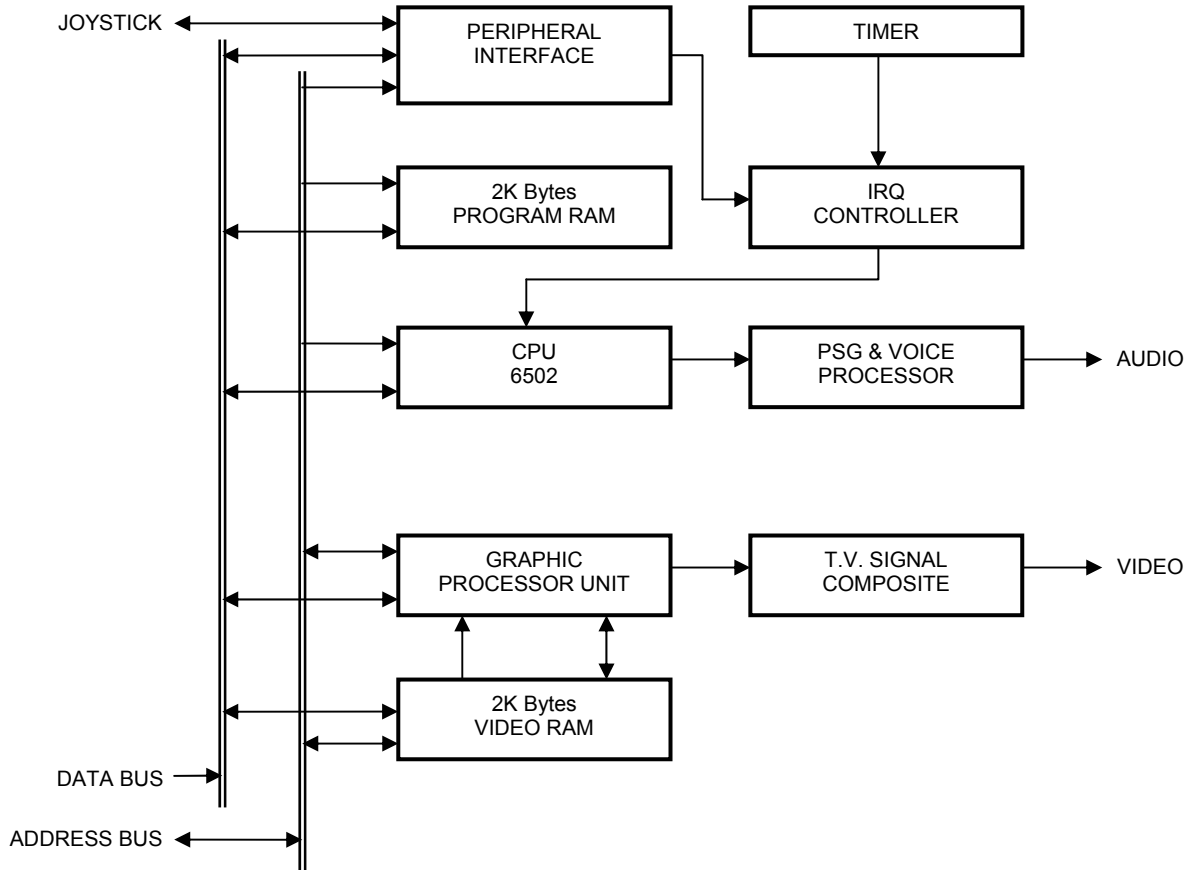 JOYSTICK
PERIPHERAL
INTERFACE
TIMER
2K Bytes
PROGRAM RAM
IRQ
CONTROLLER
CPU
6502
PSG & VOICE
PROCESSOR
AUDIO
GRAPHIC
PROCESSOR UNIT
T.V. SIGNAL
COMPOSITE
VIDEO
2K Bytes
VIDEO RAM
DATA BUS
ADDRESS BUS